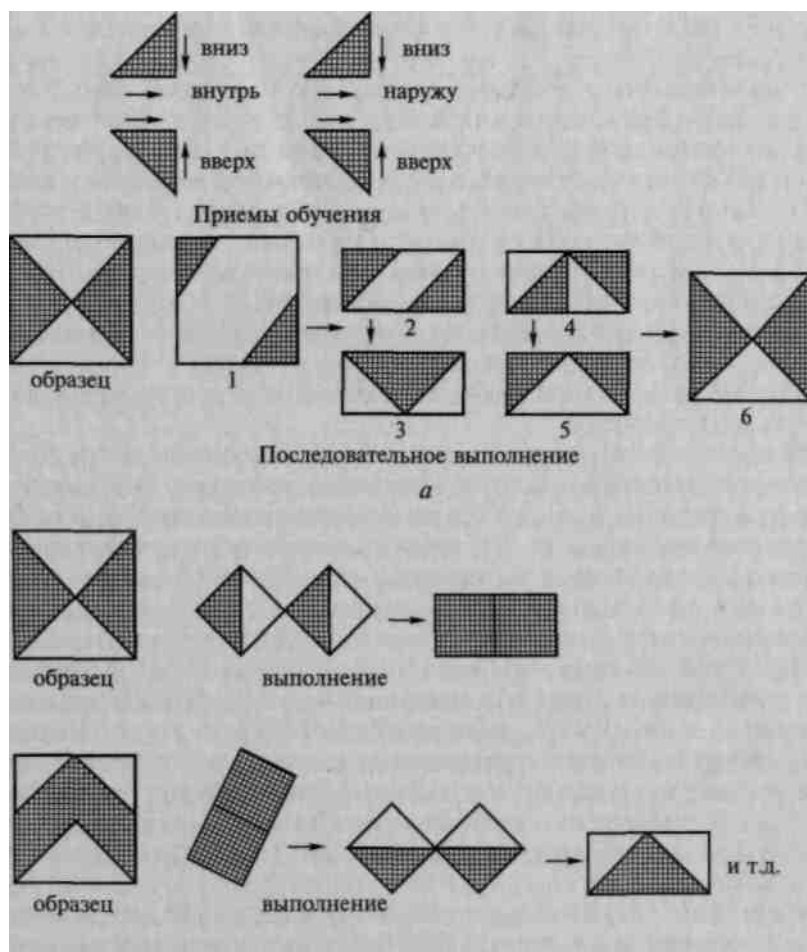 вниз вниз
внутрь наружу
вверх вверх
Приемы обучения
2 4
образец 1
3 5 6
Последовательное выполнение
а
образец выполнение
образец выполнение и т.д.